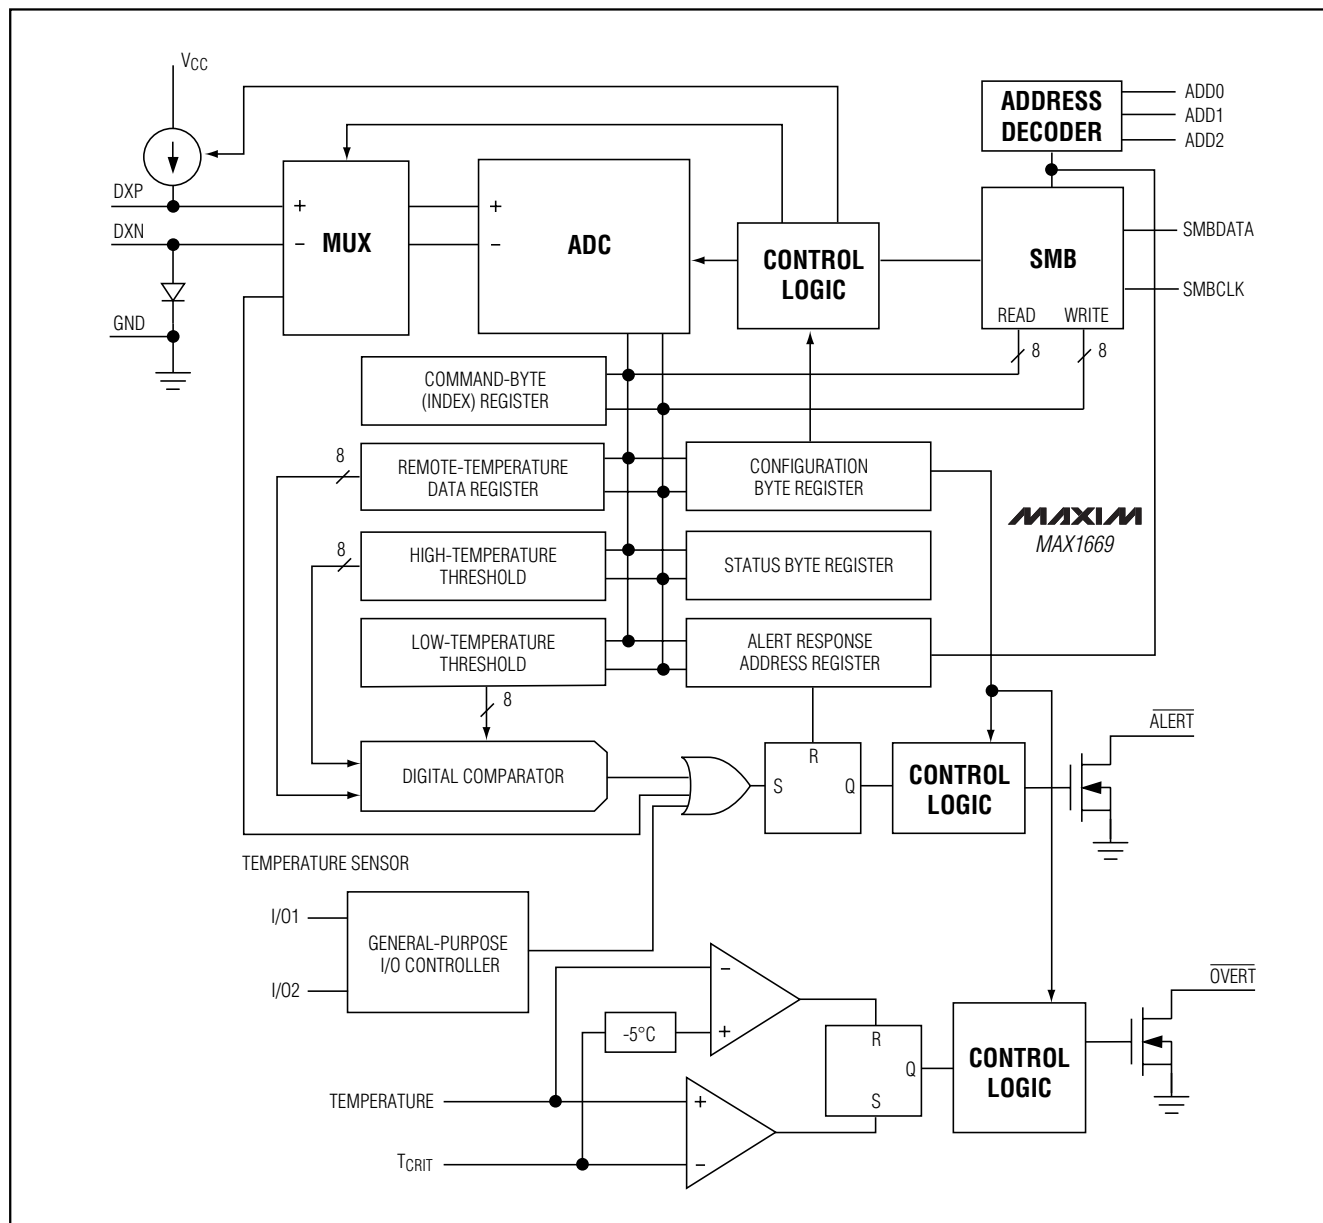 VCC
ADDRESS
DECODER
ADD0
ADD1
ADD2
DXP
DXN
GND
+
−
MUX
+
−
ADC
CONTROL
LOGIC
SMB
READ
WRITE
SMBDATA
SMBCLK
8
8
COMMAND-BYTE
(INDEX) REGISTER
8
REMOTE-TEMPERATURE
DATA REGISTER
CONFIGURATION
BYTE REGISTER
MAXIM
MAX1669
8
HIGH-TEMPERATURE
THRESHOLD
STATUS BYTE REGISTER
LOW-TEMPERATURE
THRESHOLD
ALERT RESPONSE
ADDRESS REGISTER
8
ALERT
DIGITAL COMPARATOR
R
S
Q
CONTROL
LOGIC
TEMPERATURE SENSOR
I/O1
I/O2
GENERAL-PURPOSE
I/O CONTROLLER
−
+
-5°C
OVERT
R
Q
S
CONTROL
LOGIC
TEMPERATURE
+
−
TCRIT